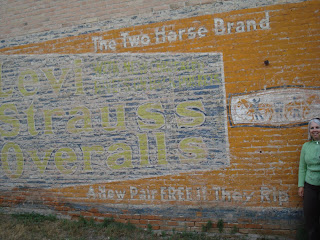 The Two Horse Brand
Levi
Strauss
Overalls
A New Pair FREE if They Rip